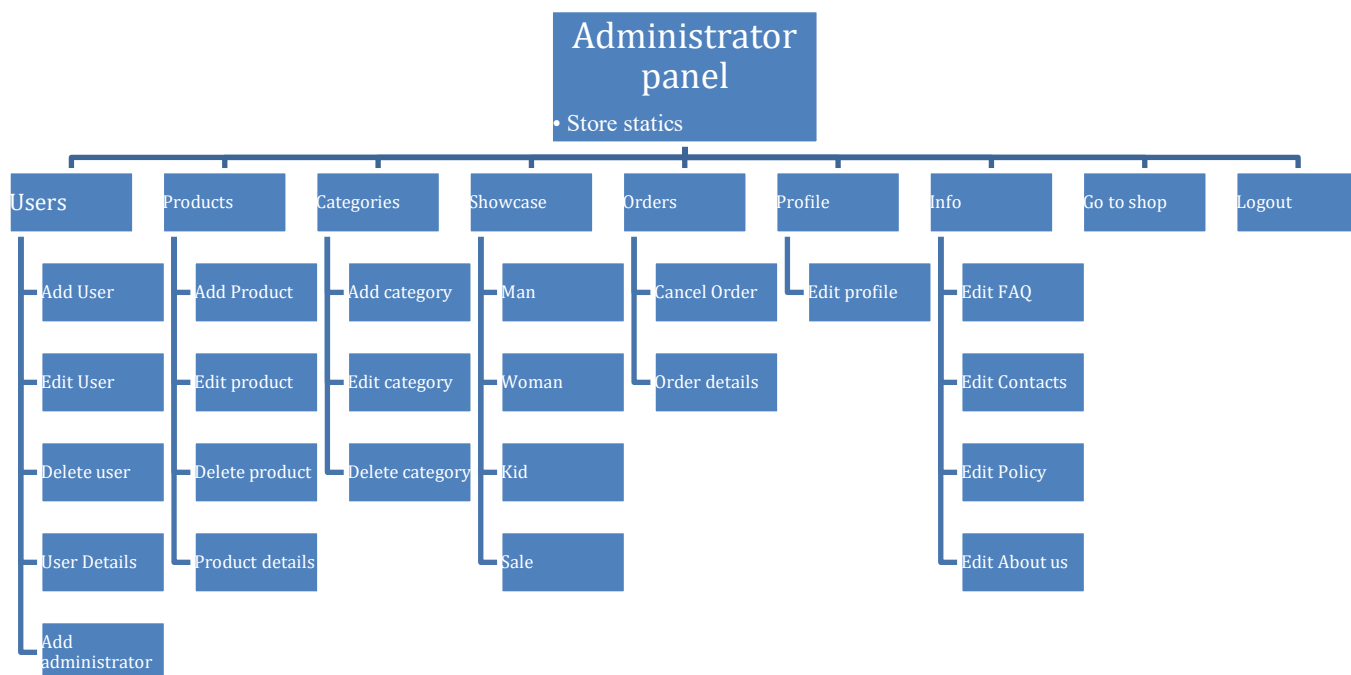 Administrator
panel
• Store statics
Users
Products
Categories
Showcase
Orders
Profile
Info
Go to shop
Logout
Add User
Add Product
Add category
Man
Cancel Order
Edit profile
Edit FAQ
Edit User
Edit product
Edit category
Woman
Order details
Edit Contacts
Delete user
Delete product
Delete category
Kid
Edit Policy
User Details
Product details
Sale
Edit About us
Add
administrator